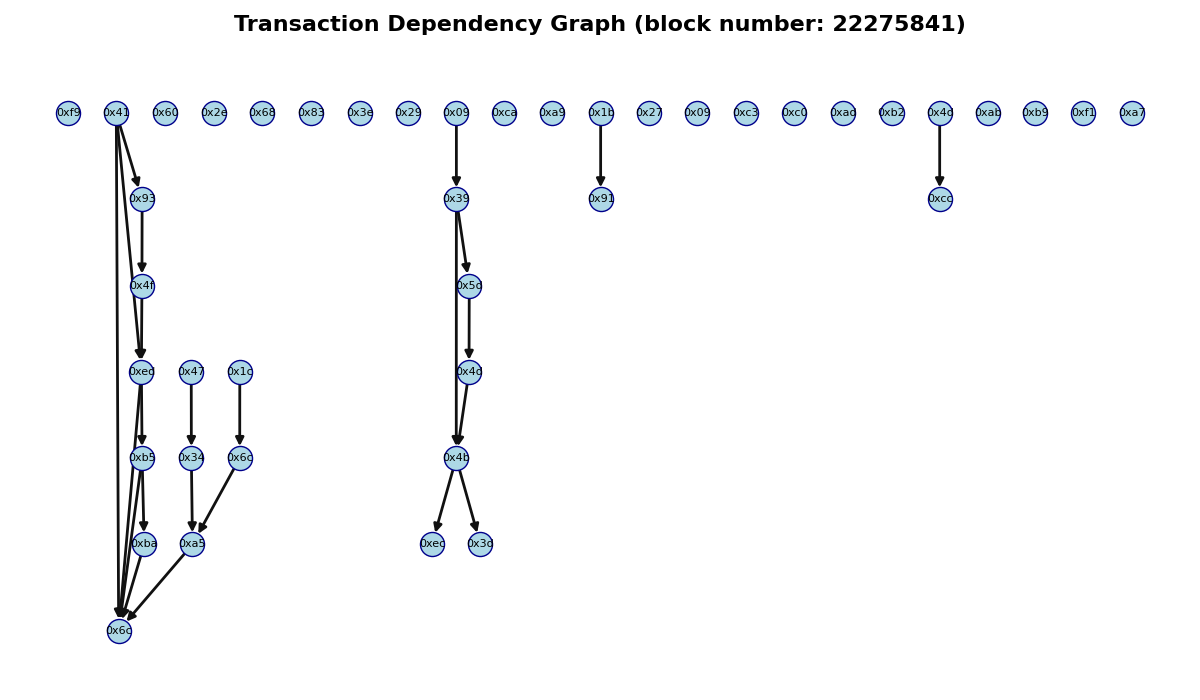 Transaction Dependency Graph (block number: 22275841)
0xf9 0x41 0x60 0x2e 0x68 0x83 0x3e 0x29 0x09 0xca 0xa9 0x1b 0x27 0x09 0xc3 0xc0 0xad 0xb2 0x4d 0xab 0xb9 0xf1 0xa7
0x93 0x39 0x91 0xcc
0x4f 0x5d
0xed 0x47 0x1c 0x4d
0xb5 0x34 0x6c 0x4b
0xba 0xa5 0xec 0x3d